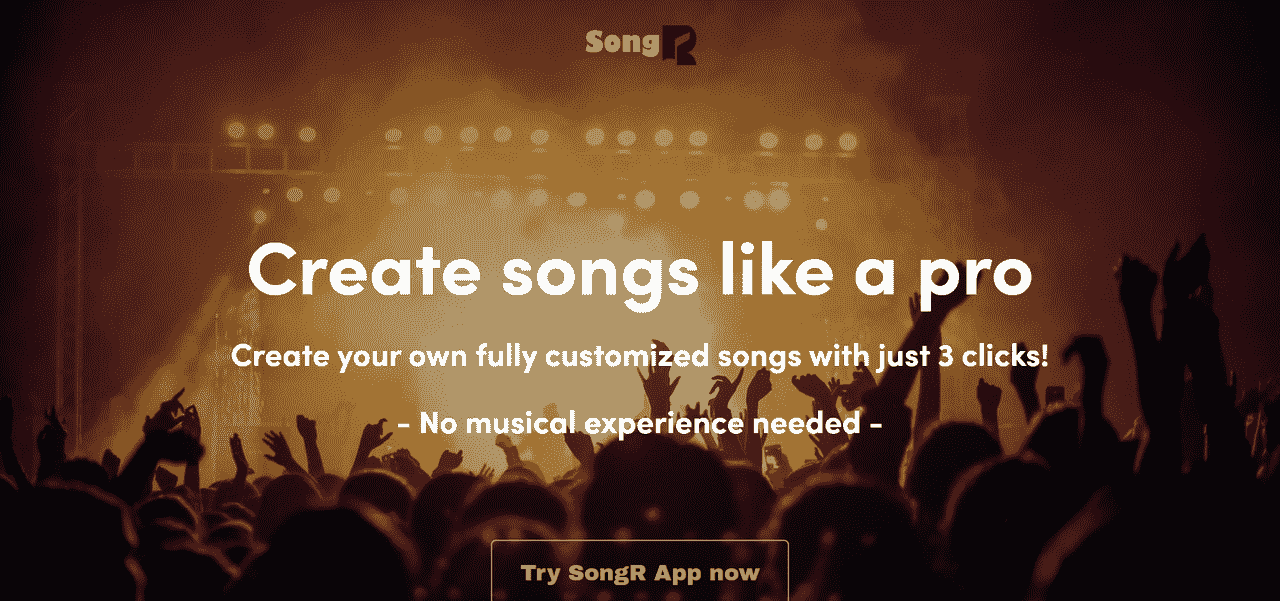 SongR
Create songs like a pro
Create your own fully customized songs with just 3 clicks!
- No musical experience needed -
Try SongR App now